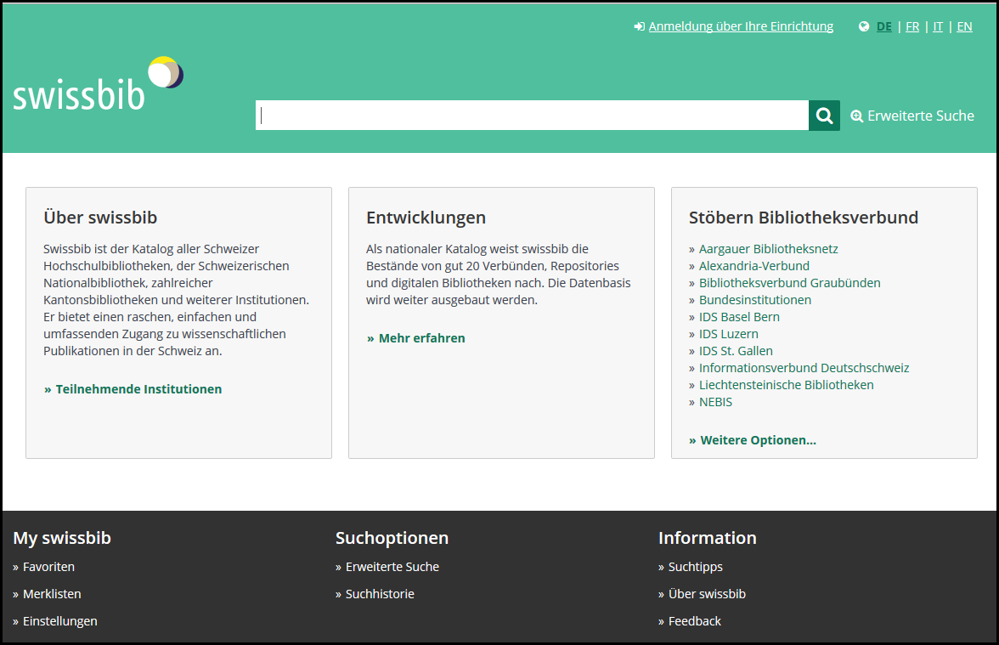 Anmeldung über Ihre Einrichtung DE | FR | IT | EN
swissbib
Erweiterte Suche
Über swissbib
Swissbib ist der Katalog aller Schweizer
Hochschulbibliotheken, der Schweizerischen
Nationalbibliothek, zahlreicher
Kantonsbibliotheken und weiterer Institutionen.
Er bietet einen raschen, einfachen und
umfassenden Zugang zu wissenschaftlichen
Publikationen in der Schweiz an.
» Teilnehmende Institutionen
Entwicklungen
Als nationaler Katalog weist swissbib die
Bestände von gut 20 Verbünden, Repositories
und digitalen Bibliotheken nach. Die Datenbasis
wird weiter ausgebaut werden.
» Mehr erfahren
Stöbern Bibliotheksverbund
» Aargauer Bibliotheksnetz
» Alexandria-Verbund
» Bibliotheksverbund Graubünden
» Bundesinstitutionen
» IDS Basel Bern
» IDS Luzern
» IDS St. Gallen
» Informationsverbund Deutschschweiz
» Liechtensteinische Bibliotheken
» NEBIS
» Weitere Optionen...
My swissbib
» Favoriten
» Merklisten
» Einstellungen
Suchoptionen
» Erweiterte Suche
» Suchhistorie
Information
» Suchtipps
» Über swissbib
» Feedback